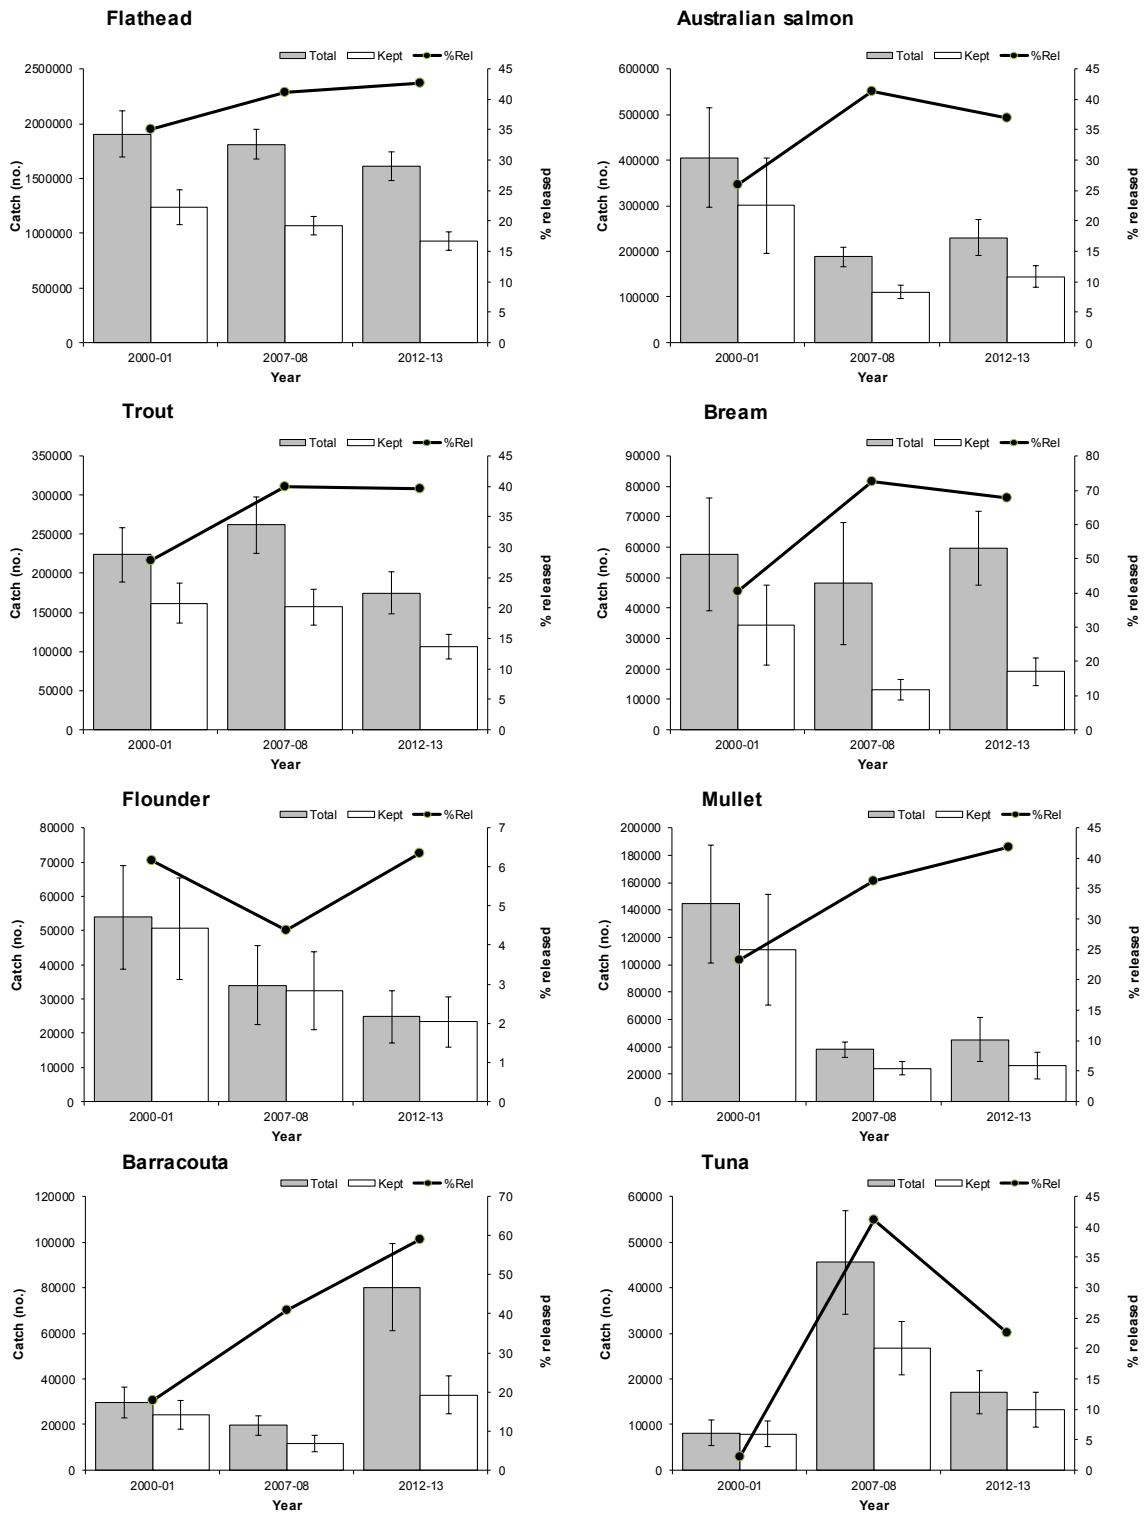 Flathead
Total Kept %Rel
2500000
2000000
1500000
1000000
500000
0
Catch (no.)
45
40
35
30
25
20
15
10
5
0
% released
2000-01 2007-08 2012-13
Year
Australian salmon
Total Kept %Rel
600000
500000
400000
300000
200000
100000
0
Catch (no.)
45
40
35
30
25
20
15
10
5
0
% released
2000-01 2007-08 2012-13
Year
Trout
Total Kept %Rel
350000
300000
250000
200000
150000
100000
50000
0
Catch (no.)
45
40
35
30
25
20
15
10
5
0
% released
2000-01 2007-08 2012-13
Year
Bream
Total Kept %Rel
90000
80000
70000
60000
50000
40000
30000
20000
10000
0
Catch (no.)
80
70
60
50
40
30
20
10
0
% released
2000-01 2007-08 2012-13
Year
Flounder
Total Kept %Rel
80000
70000
60000
50000
40000
30000
20000
10000
0
Catch (no.)
7
6
5
4
3
2
1
0
% released
2000-01 2007-08 2012-13
Year
Mullet
Total Kept %Rel
200000
180000
160000
140000
120000
100000
80000
60000
40000
20000
0
Catch (no.)
45
40
35
30
25
20
15
10
5
0
% released
2000-01 2007-08 2012-13
Year
Barracouta
Total Kept %Rel
120000
100000
80000
60000
40000
20000
0
Catch (no.)
70
60
50
40
30
20
10
0
% released
2000-01 2007-08 2012-13
Year
Tuna
Total Kept %Rel
60000
50000
40000
30000
20000
10000
0
Catch (no.)
45
40
35
30
25
20
15
10
5
0
% released
2000-01 2007-08 2012-13
Year